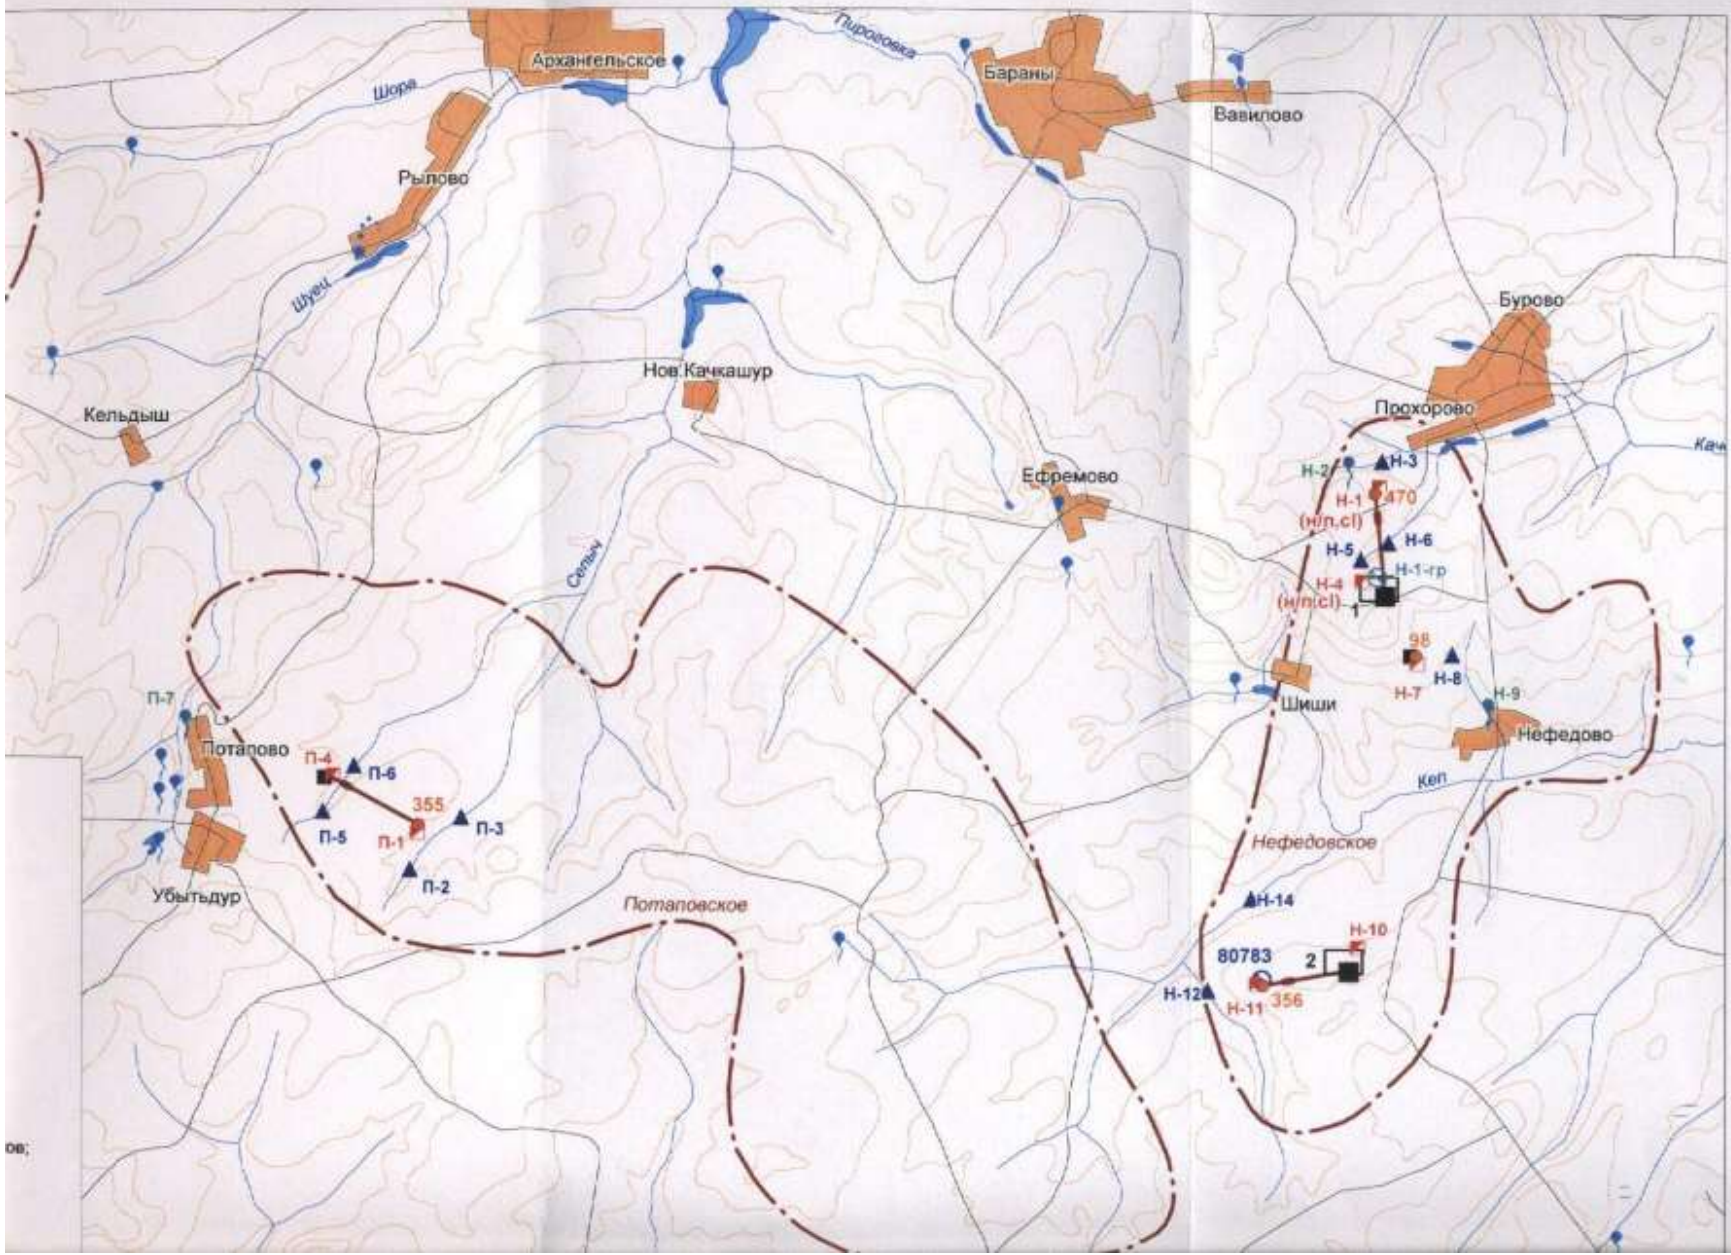 Пироговка
Архангельское
Бараны
Шора
Вавилово
Рылово
Шуец
Бурово
Нов.Качкашур
Кельдыш
Прохорово
Кач
Н-2
Н-3
Ефремово
Н-1
470
(н/п.cl)
Н-6
Н-5
Селыч
Н-1-гр
Н-4
(н/п.cl)
1
98
Н-8
П-7
Н-7
Н-9
Шиши
Потапово
Нефедово
П-4
П-6
Кеп
355
П-5
П-1
П-3
Нефедовское
П-2
Убытьдур
Потаповское
Н-14
Н-10
80783
2
Н-12
Н-11
356
ов;